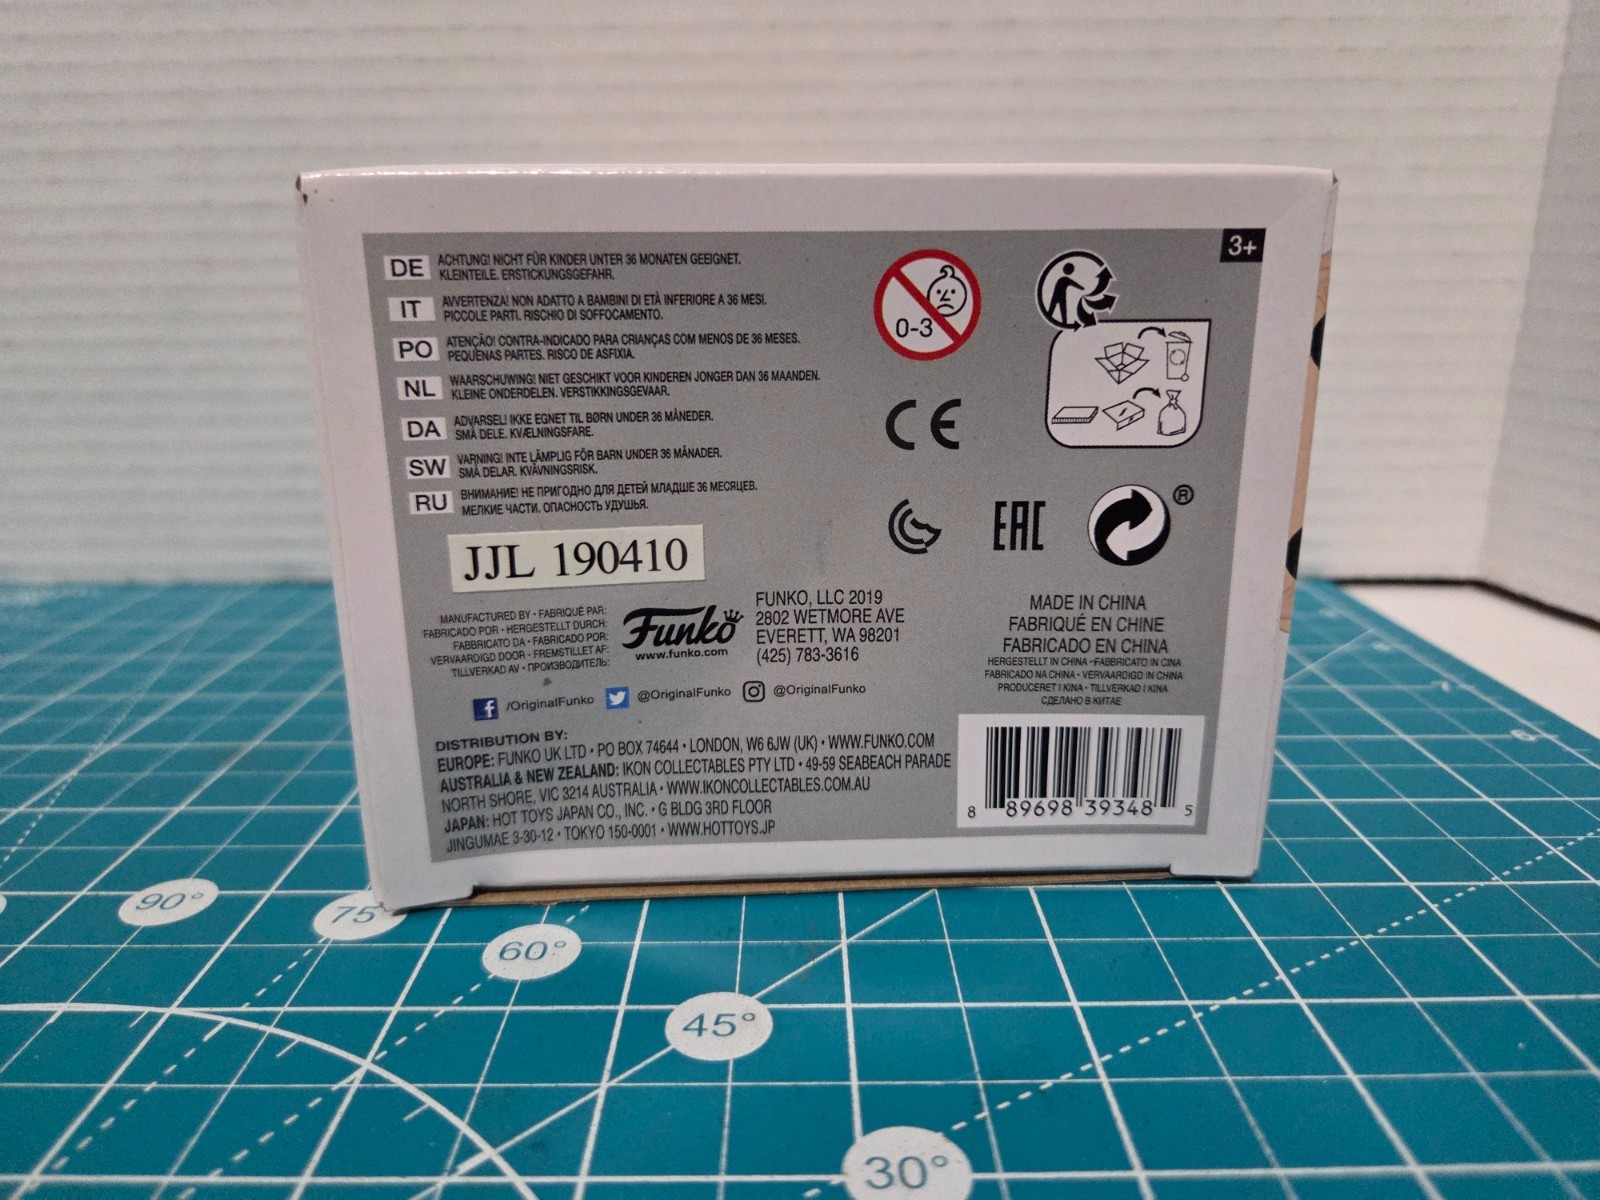 3+
DE ACHTUNG! NICHT FÜR KINDER UNTER 36 MONATEN GEEIGNET.
KLEINTEILE. ERSTICKUNGSGEFAHR.
IT AVVERTENZA! NON ADATTO A BAMBINI DI ETÀ INFERIORE A 36 MESI.
PICCOLE PARTI. RISCHIO DI SOFFOCAMENTO.
PO ATENÇÃO! CONTRA-INDICADO PARA CRIANÇAS COM MENOS DE 36 MESES.
PEQUENAS PARTES. RISCO DE ASFIXIA.
NL WAARSCHUWING! NIET GESCHIKT VOOR KINDEREN JONGER DAN 36 MAANDEN.
KLEINE ONDERDELEN. VERSTIKKINGSGEVAAR.
DA ADVARSEL! IKKE EGNET TIL BØRN UNDER 36 MÅNEDER.
SMÅ DELE. KVÆLNINGSFARE.
SW VARNING! INTE LÄMPLIG FÖR BARN UNDER 36 MÅNADER.
SMÅ DELAR. KVÄVNINGSRISK.
RU ВНИМАНИЕ! НЕ ПРИГОДНО ДЛЯ ДЕТЕЙ МЛАДШЕ 36 МЕСЯЦЕВ.
МЕЛКИЕ ЧАСТИ. ОПАСНОСТЬ УДУШЬЯ.
0-3
CE
EAC
®
JJL 190410
MANUFACTURED BY • FABRIQUÉ PAR:
FABRICADO POR • HERGESTELLT DURCH:
FABBRICATO DA • FABRICADO POR:
VERVAARDIGD DOOR • FREMSTILLET AF:
TILLVERKAD AV • ПРОИЗВОДИТЕЛЬ:
Funko
www.funko.com
FUNKO, LLC 2019
2802 WETMORE AVE
EVERETT, WA 98201
(425) 783-3616
MADE IN CHINA
FABRIQUÉ EN CHINE
FABRICADO EN CHINA
HERGESTELLT IN CHINA • FABBRICATO IN CINA
FABRICADO NA CHINA • VERVAARDIGD IN CHINA
PRODUCERET I KINA • TILLVERKAD I KINA
СДЕЛАНО В КИТАЕ
f /OriginalFunko @OriginalFunko @OriginalFunko
DISTRIBUTION BY:
EUROPE: FUNKO UK LTD • PO BOX 74644 • LONDON, W6 6JW (UK) • WWW.FUNKO.COM
AUSTRALIA & NEW ZEALAND: IKON COLLECTABLES PTY LTD • 49-59 SEABEACH PARADE
NORTH SHORE, VIC 3214 AUSTRALIA • WWW.IKONCOLLECTABLES.COM.AU
JAPAN: HOT TOYS JAPAN CO., INC. • G BLDG 3RD FLOOR
JINGUMAE 3-30-12 • TOKYO 150-0001 • WWW.HOTTOYS.JP
8 89698 39348 5
90°
75°
60°
45°
30°